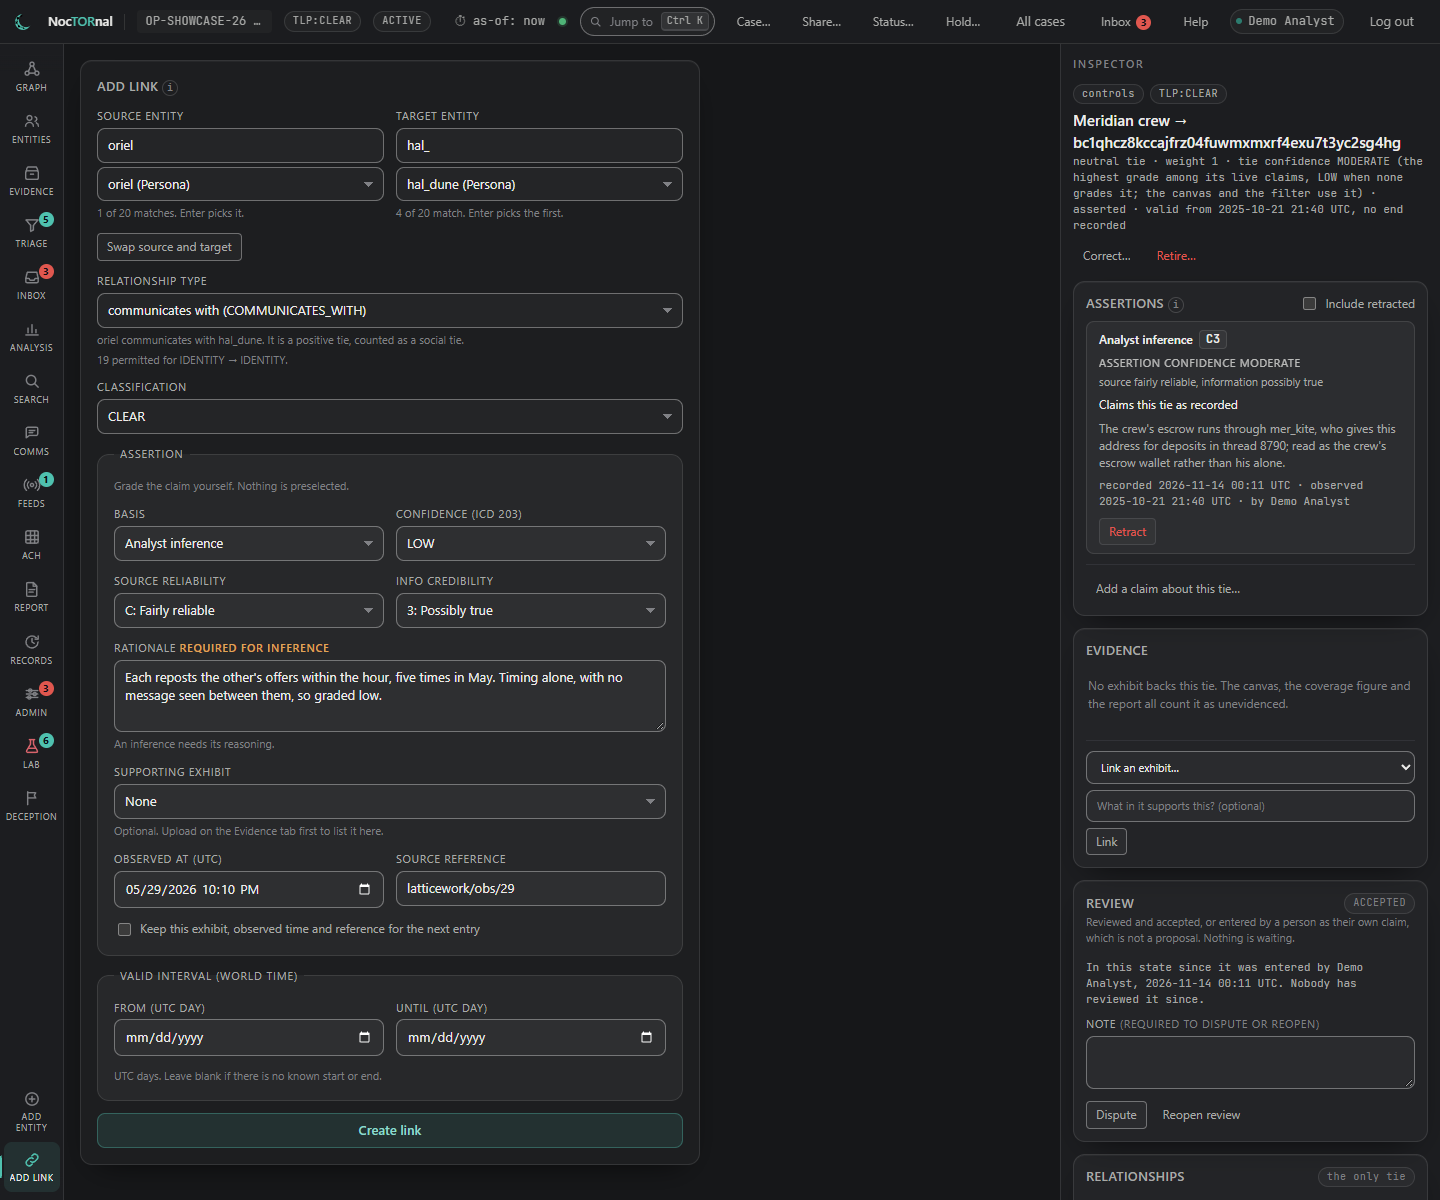 NocTORnal
OP-SHOWCASE-26 …
TLP:CLEAR
ACTIVE
as-of: now
Jump to
Ctrl K
Case...
Share...
Status...
Hold...
All cases
Inbox 3
Help
Demo Analyst
Log out
GRAPH
ENTITIES
EVIDENCE
TRIAGE
5
INBOX
3
ANALYSIS
SEARCH
COMMS
FEEDS
1
ACH
REPORT
RECORDS
ADMIN
3
LAB
6
DECEPTION
ADD ENTITY
ADD LINK
ADD LINK i
SOURCE ENTITY
oriel
oriel (Persona)
1 of 20 matches. Enter picks it.
TARGET ENTITY
hal_
hal_dune (Persona)
4 of 20 match. Enter picks the first.
Swap source and target
RELATIONSHIP TYPE
communicates with (COMMUNICATES_WITH)
oriel communicates with hal_dune. It is a positive tie, counted as a social tie.
19 permitted for IDENTITY → IDENTITY.
CLASSIFICATION
CLEAR
ASSERTION
Grade the claim yourself. Nothing is preselected.
BASIS
Analyst inference
CONFIDENCE (ICD 203)
LOW
SOURCE RELIABILITY
C: Fairly reliable
INFO CREDIBILITY
3: Possibly true
RATIONALE REQUIRED FOR INFERENCE
Each reposts the other's offers within the hour, five times in May. Timing alone, with no
message seen between them, so graded low.
An inference needs its reasoning.
SUPPORTING EXHIBIT
None
Optional. Upload on the Evidence tab first to list it here.
OBSERVED AT (UTC)
05/29/2026 10:10 PM
SOURCE REFERENCE
latticework/obs/29
Keep this exhibit, observed time and reference for the next entry
VALID INTERVAL (WORLD TIME)
FROM (UTC DAY)
mm/dd/yyyy
UNTIL (UTC DAY)
mm/dd/yyyy
UTC days. Leave blank if there is no known start or end.
Create link
INSPECTOR
controls
TLP:CLEAR
Meridian crew →
bc1qhcz8kccajfrz04fuwmxmxrf4exu7t3yc2sg4hg
neutral tie · weight 1 · tie confidence MODERATE (the
highest grade among its live claims, LOW when none
grades it; the canvas and the filter use it) ·
asserted · valid from 2025-10-21 21:40 UTC, no end
recorded
Correct...
Retire...
ASSERTIONS i
Include retracted
Analyst inference C3
ASSERTION CONFIDENCE MODERATE
source fairly reliable, information possibly true
Claims this tie as recorded
The crew's escrow runs through mer_kite, who gives this
address for deposits in thread 8790; read as the crew's
escrow wallet rather than his alone.
recorded 2026-11-14 00:11 UTC · observed
2025-10-21 21:40 UTC · by Demo Analyst
Retract
Add a claim about this tie...
EVIDENCE
No exhibit backs this tie. The canvas, the coverage figure and
the report all count it as unevidenced.
Link an exhibit...
What in it supports this? (optional)
Link
REVIEW
ACCEPTED
Reviewed and accepted, or entered by a person as their own claim,
which is not a proposal. Nothing is waiting.
In this state since it was entered by Demo
Analyst, 2026-11-14 00:11 UTC. Nobody has
reviewed it since.
NOTE (REQUIRED TO DISPUTE OR REOPEN)
Dispute
Reopen review
RELATIONSHIPS
the only tie